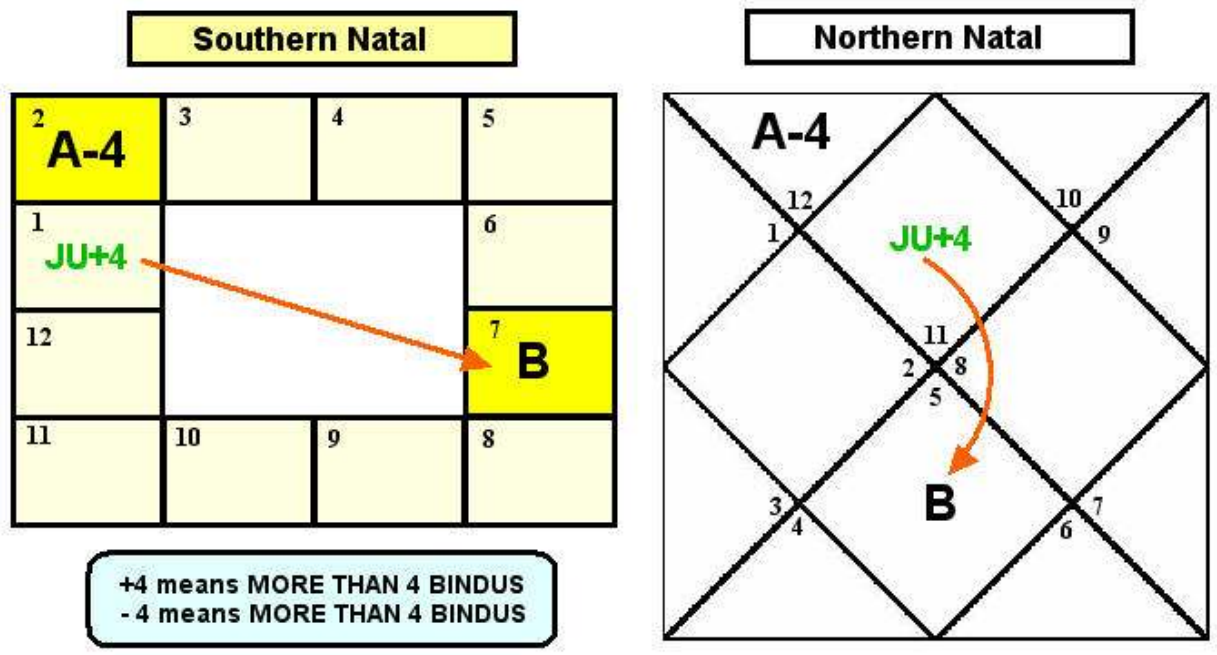 Southern Natal
Northern Natal
2
A-4
3
4
5
1
JU+4
6
12
7
B
11
10
9
8
+4 means MORE THAN 4 BINDUS
- 4 means MORE THAN 4 BINDUS
A-4
12
10
1
JU+4
9
11
2
8
5
B
3
7
4
6